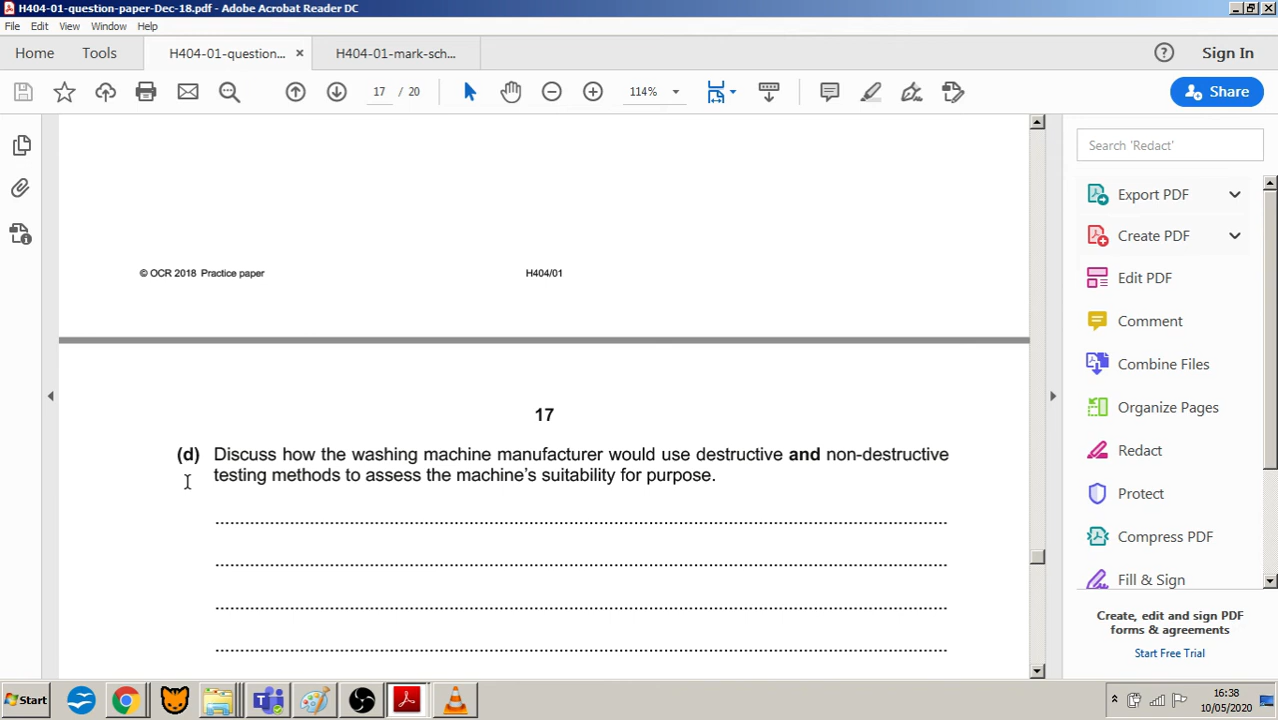 H404-01-question-paper-Dec-18.pdf - Adobe Acrobat Reader DC
File Edit View Window Help
Home Tools H404-01-question... × H404-01-mark-sch... Sign In
17 / 20 114% Share
Search 'Redact'
Export PDF
Create PDF
Edit PDF
Comment
Combine Files
Organize Pages
Redact
Protect
Compress PDF
Fill & Sign
Create, edit and sign PDF
forms & agreements
Start Free Trial
© OCR 2018 Practice paper H404/01
17
(d) Discuss how the washing machine manufacturer would use destructive and non-destructive
testing methods to assess the machine's suitability for purpose.
Start 16:38
10/05/2020